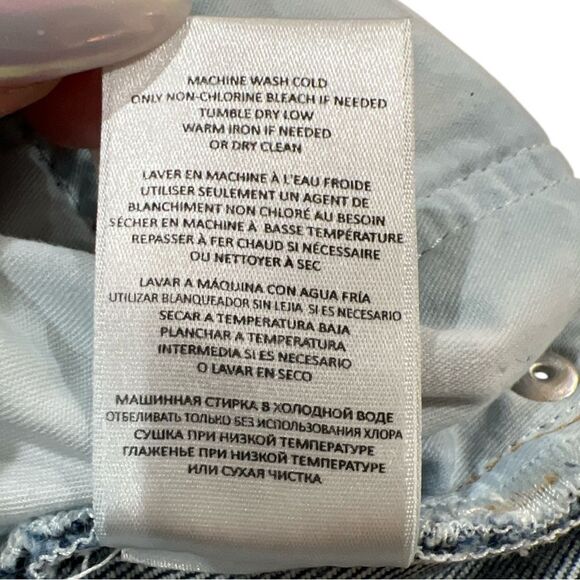 MACHINE WASH COLD
ONLY NON-CHLORINE BLEACH IF NEEDED
TUMBLE DRY LOW
WARM IRON IF NEEDED
OR DRY CLEAN
LAVER EN MACHINE À L'EAU FROIDE
UTILISER SEULEMENT UN AGENT DE
BLANCHIMENT NON CHLORÉ AU BESOIN
SÉCHER EN MACHINE À BASSE TEMPÉRATURE
REPASSER À FER CHAUD SI NÉCESSAIRE
OU NETTOYER À SEC
LAVAR A MÁQUINA CON AGUA FRÍA
UTILIZAR BLANQUEADOR SIN LEJIA SI ES NECESARIO
SECAR A TEMPERATURA BAJA
PLANCHAR A TEMPERATURA
INTERMEDIA SI ES NECESARIO
O LAVAR EN SECO
МАШИННАЯ СТИРКА В ХОЛОДНОЙ ВОДЕ
ОТБЕЛИВАТЬ ТОЛЬКО БЕЗ ИСПОЛЬЗОВАНИЯ ХЛОРА
СУШКА ПРИ НИЗКОЙ ТЕМПЕРАТУРЕ
ГЛАЖЕНЬЕ ПРИ НИЗКОЙ ТЕМПЕРАТУРЕ
ИЛИ СУХАЯ ЧИСТКА